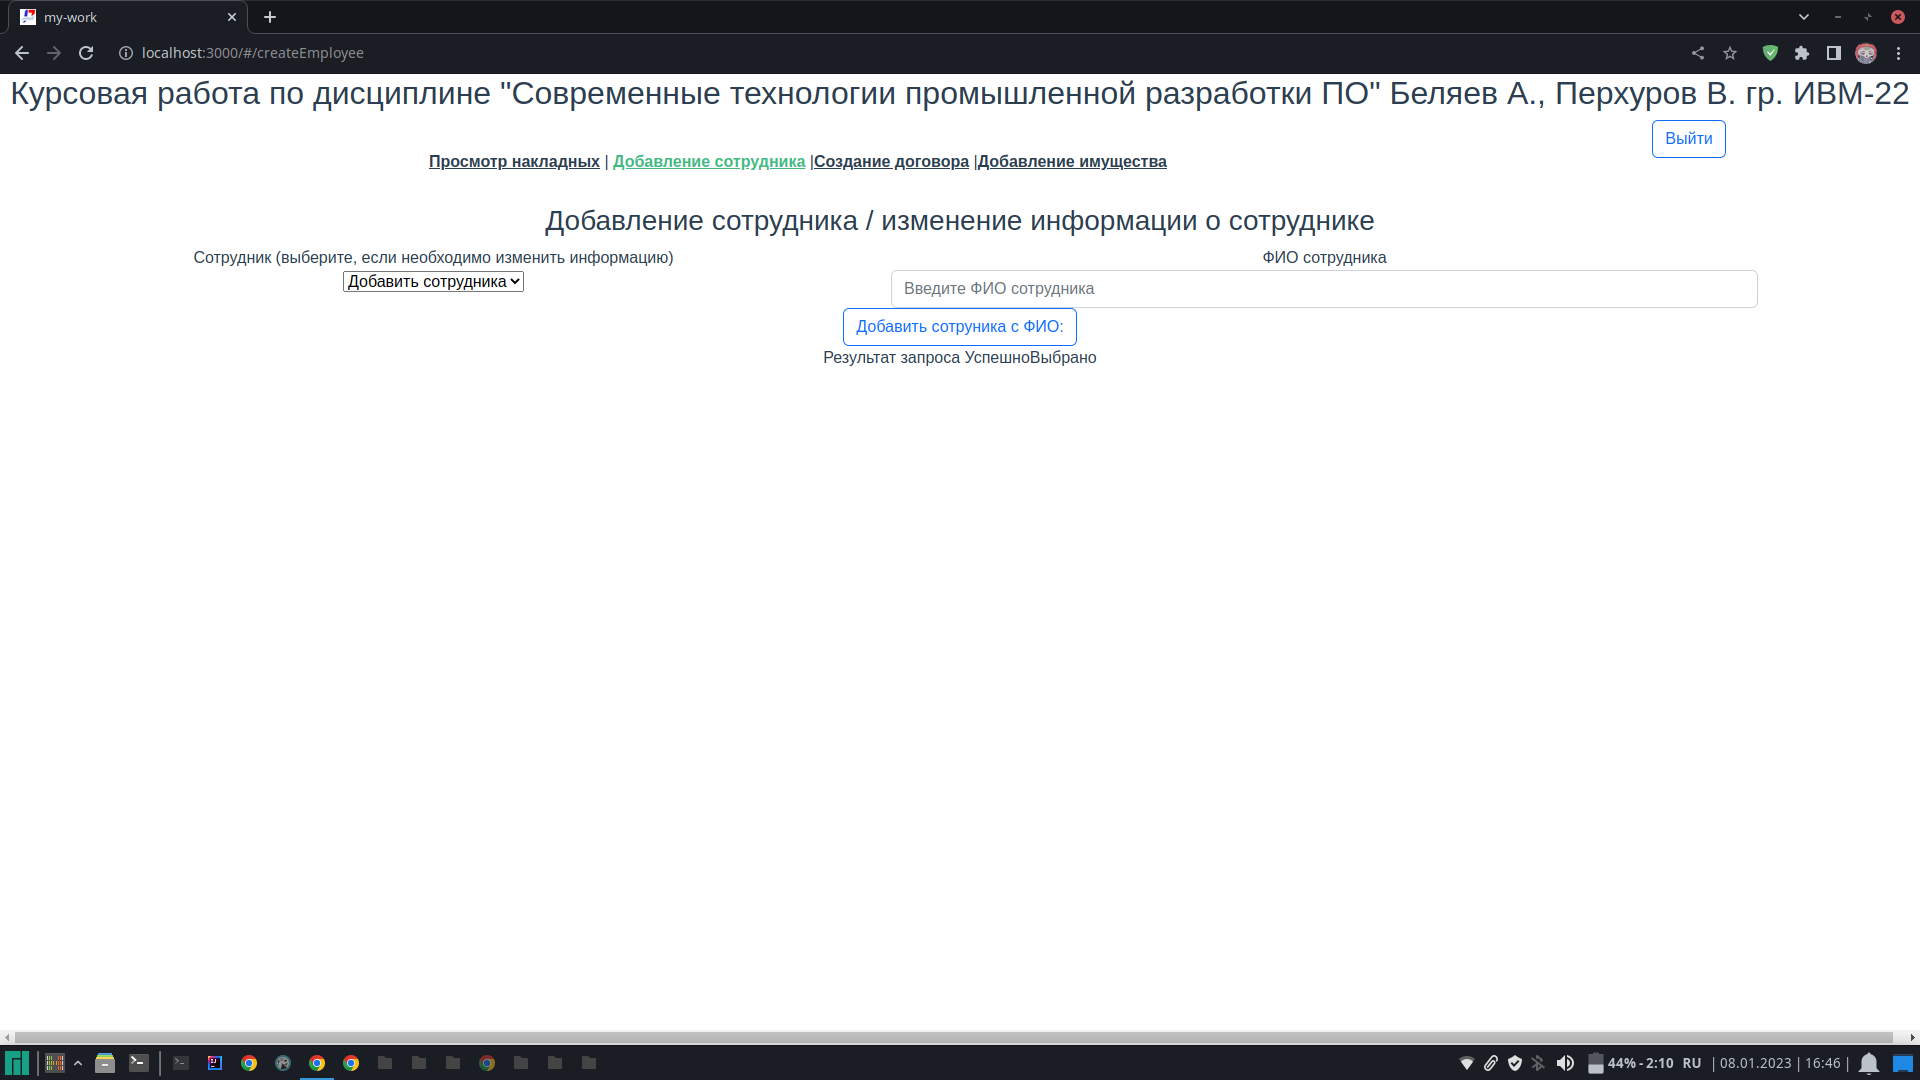 my-work
localhost:3000/#/createEmployee
Курсовая работа по дисциплине "Современные технологии промышленной разработки ПО" Беляев А., Перхуров В. гр. ИВМ-22
Выйти
Просмотр накладных | Добавление сотрудника |Создание договора |Добавление имущества
Добавление сотрудника / изменение информации о сотруднике
Сотрудник (выберите, если необходимо изменить информацию)
Добавить сотрудника
ФИО сотрудника
Введите ФИО сотрудника
Добавить сотруника с ФИО:
Результат запроса УспешноВыбрано
44% - 2:10 RU | 08.01.2023 | 16:46 |